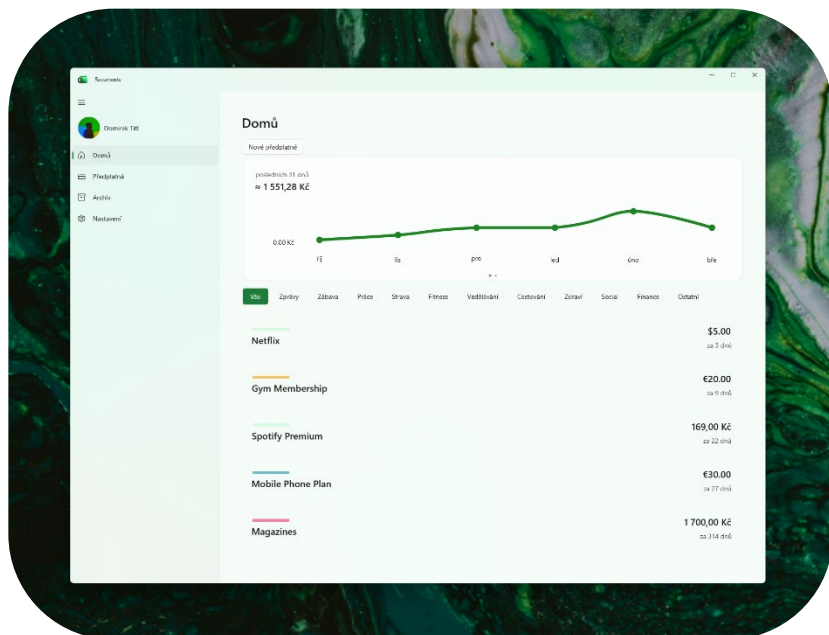 Recurrents
Dominik Titl
Domů
Předplatná
Archiv
Nastavení
Domů
Nové předplatné
posledních 31 dnů
≈ 1 551,28 Kč
0,00 Kč
říj
lis
pro
led
úno
bře
Vše Zprávy Zábava Práce Strava Fitness Vzdělávání Cestování Zdraví Social Finance Ostatní
Netflix
$5.00
za 3 dnů
Gym Membership
€20.00
za 9 dnů
Spotify Premium
169,00 Kč
za 22 dnů
Mobile Phone Plan
€30.00
za 27 dnů
Magazines
1 700,00 Kč
za 314 dnů